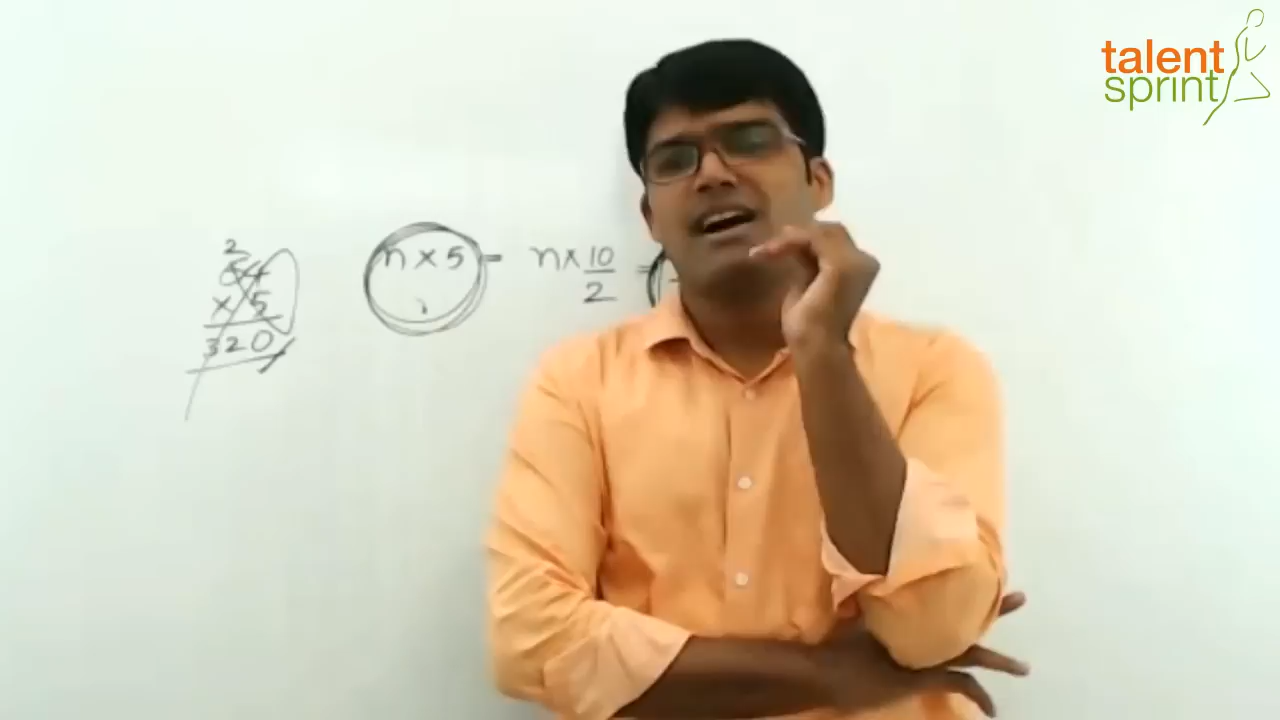 talent
sprint
2
64
× 5
320
n × 5 = n × 10/2 =